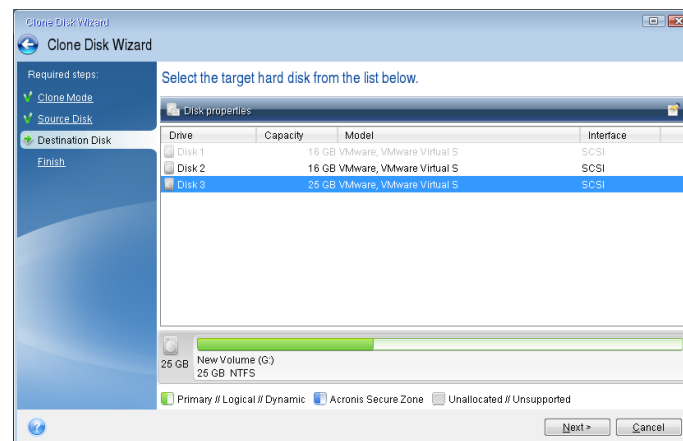 Clone Disk Wizard
Clone Disk Wizard
Required steps:
Clone Mode
Source Disk
Destination Disk
Finish
Select the target hard disk from the list below.
Disk properties
Drive Capacity Model Interface
Disk 1 16 GB VMware, VMware Virtual S SCSI
Disk 2 16 GB VMware, VMware Virtual S SCSI
Disk 3 25 GB VMware, VMware Virtual S SCSI
25 GB
New Volume (G:)
25 GB NTFS
Primary // Logical // Dynamic Acronis Secure Zone Unallocated // Unsupported
? Next > Cancel